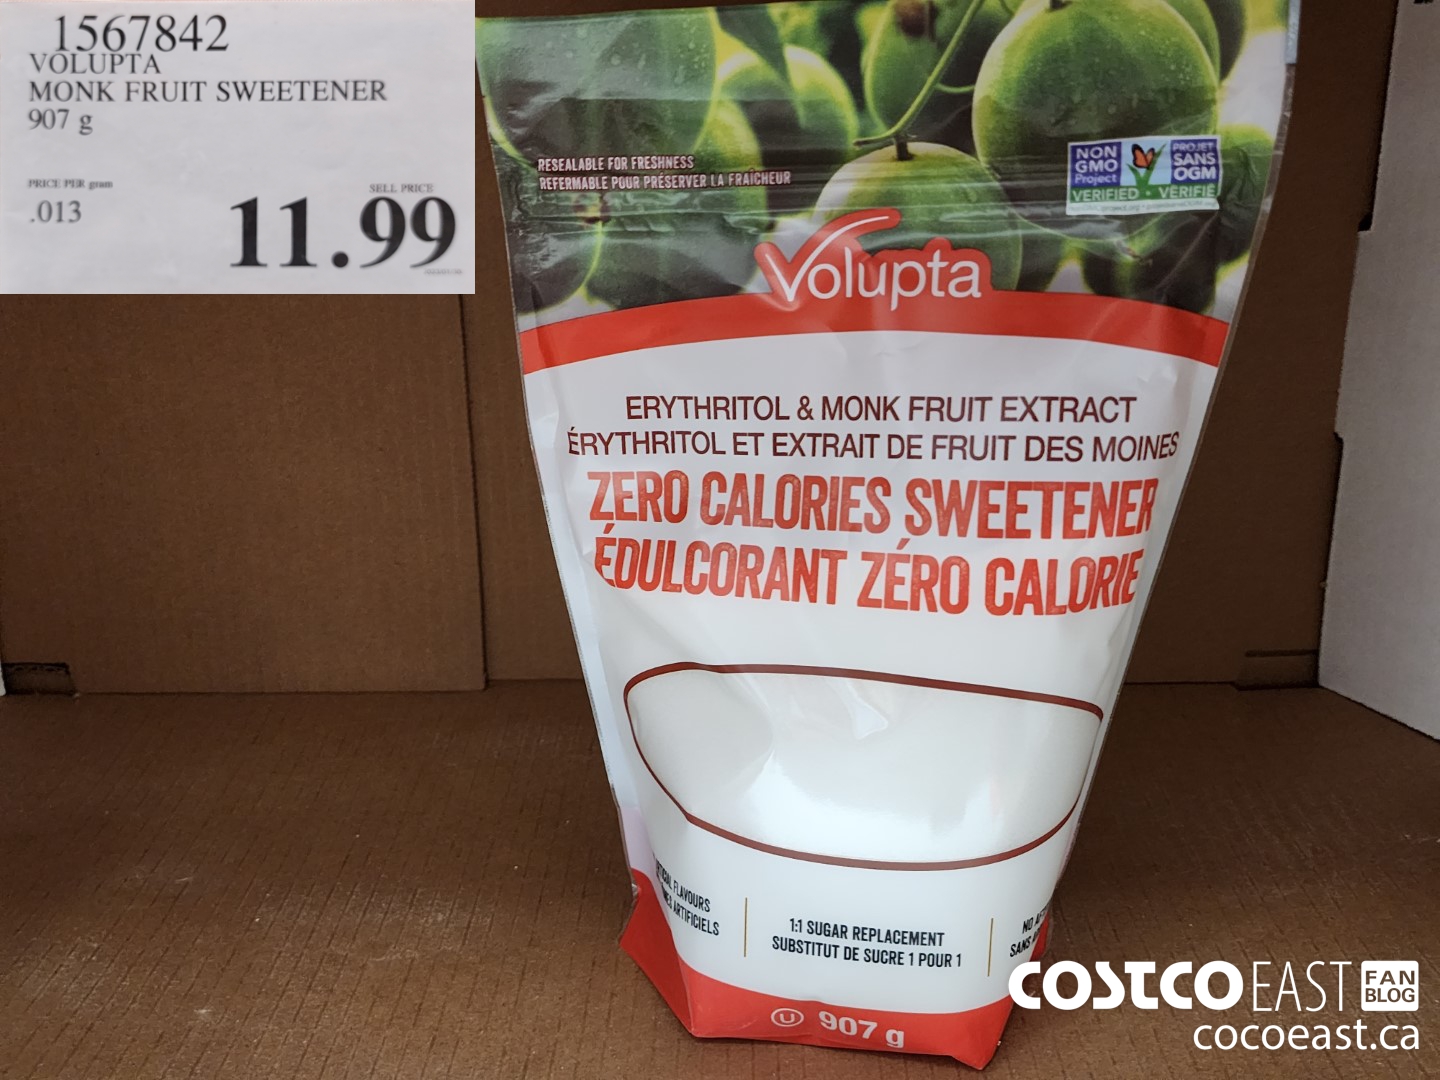 1567842
VOLUPTA
MONK FRUIT SWEETENER
907 g
PRICE PER gram
.013
SELL PRICE
11.99
RESEALABLE FOR FRESHNESS
REFERMABLE POUR PRÉSERVER LA FRAÎCHEUR
NON
GMO
Project
PROJET
SANS
OGM
VERIFIED • VÉRIFIÉ
Volupta
ERYTHRITOL & MONK FRUIT EXTRACT
ÉRYTHRITOL ET EXTRAIT DE FRUIT DES MOINES
ZERO CALORIES SWEETENER
ÉDULCORANT ZÉRO CALORIE
FLAVOURS
ARTIFICIELS
1:1 SUGAR REPLACEMENT
SUBSTITUT DE SUCRE 1 POUR 1
NO
SANS
U 907 g
COSTCO EAST FAN BLOG
cocoeast.ca